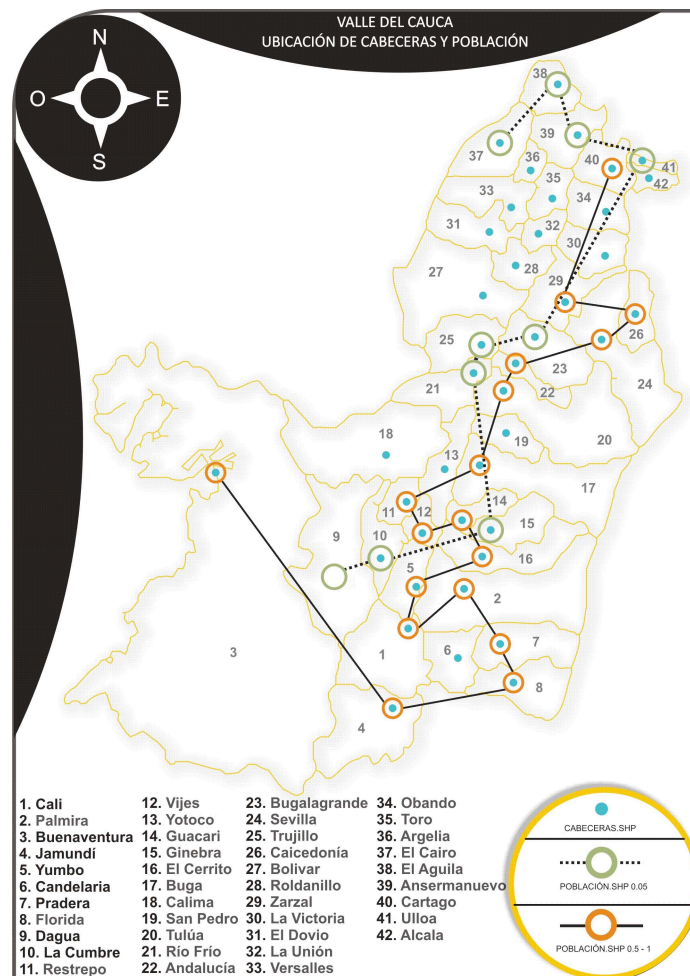 VALLE DEL CAUCA
UBICACIÓN DE CABECERAS Y POBLACIÓN
N
O E
S
38
39
37
36
40
41
42
35
33
34
31
32
30
27
28
29
25
26
23
24
21
22
18
19
20
13
17
11
12
14
9
10
15
16
5
2
3
1
6
7
8
4
1. Cali
2. Palmira
3. Buenaventura
4. Jamundí
5. Yumbo
6. Candelaria
7. Pradera
8. Florida
9. Dagua
10. La Cumbre
11. Restrepo
12. Vijes
13. Yotoco
14. Guacari
15. Ginebra
16. El Cerrito
17. Buga
18. Calima
19. San Pedro
20. Tulúa
21. Río Frío
22. Andalucía
23. Bugalagrande
24. Sevilla
25. Trujillo
26. Caicedonía
27. Bolivar
28. Roldanillo
29. Zarzal
30. La Victoria
31. El Dovio
32. La Unión
33. Versalles
34. Obando
35. Toro
36. Argelia
37. El Cairo
38. El Aguila
39. Ansermanuevo
40. Cartago
41. Ulloa
42. Alcala
CABECERAS.SHP
POBLACIÓN.SHP 0.05
POBLACIÓN.SHP 0.5 - 1